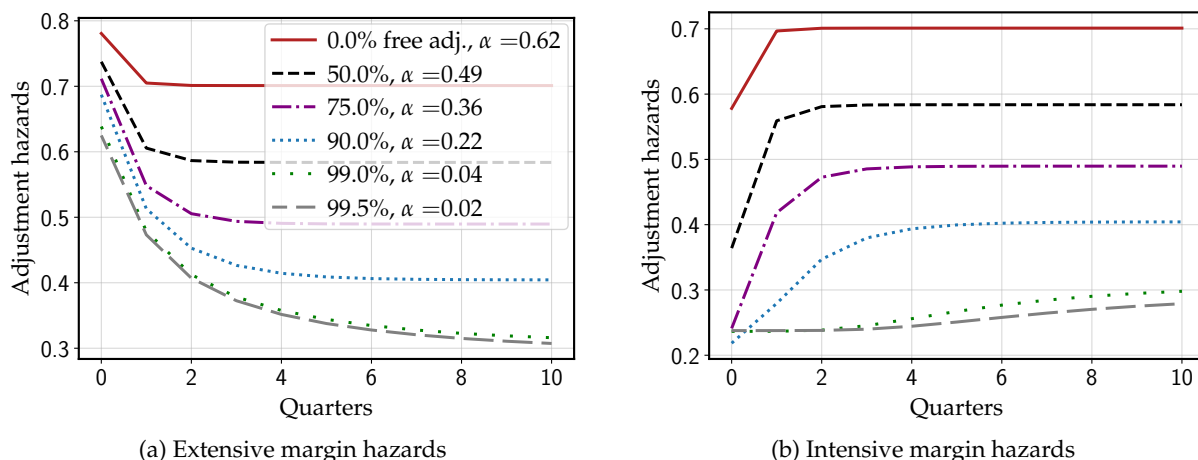 0.8
0.7
0.6
0.5
0.4
0.3
Adjustment hazards
0.0% free adj., α =0.62
50.0%, α =0.49
75.0%, α =0.36
90.0%, α =0.22
99.0%, α =0.04
99.5%, α =0.02
0 2 4 6 8 10
Quarters
(a) Extensive margin hazards
0.7
0.6
0.5
0.4
0.3
0.2
Adjustment hazards
0 2 4 6 8 10
Quarters
(b) Intensive margin hazards